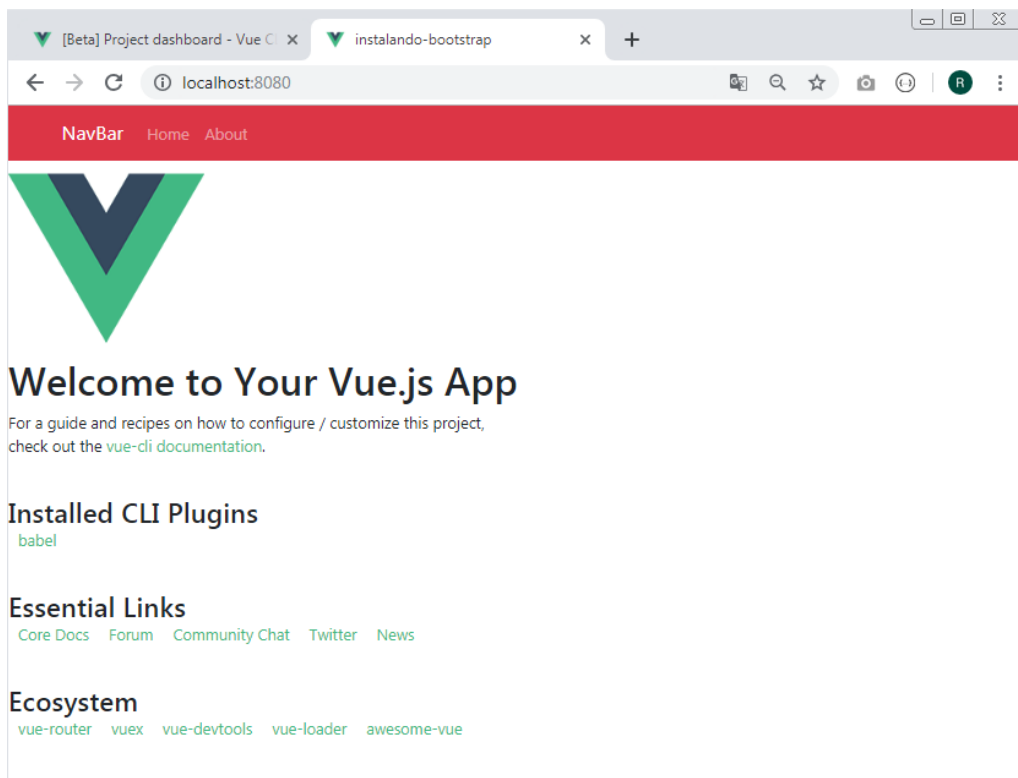 [Beta] Project dashboard - Vue C
instalando-bootstrap
localhost:8080
R
NavBar Home About
Welcome to Your Vue.js App
For a guide and recipes on how to configure / customize this project,
check out the vue-cli documentation.
Installed CLI Plugins
babel
Essential Links
Core Docs Forum Community Chat Twitter News
Ecosystem
vue-router vuex vue-devtools vue-loader awesome-vue